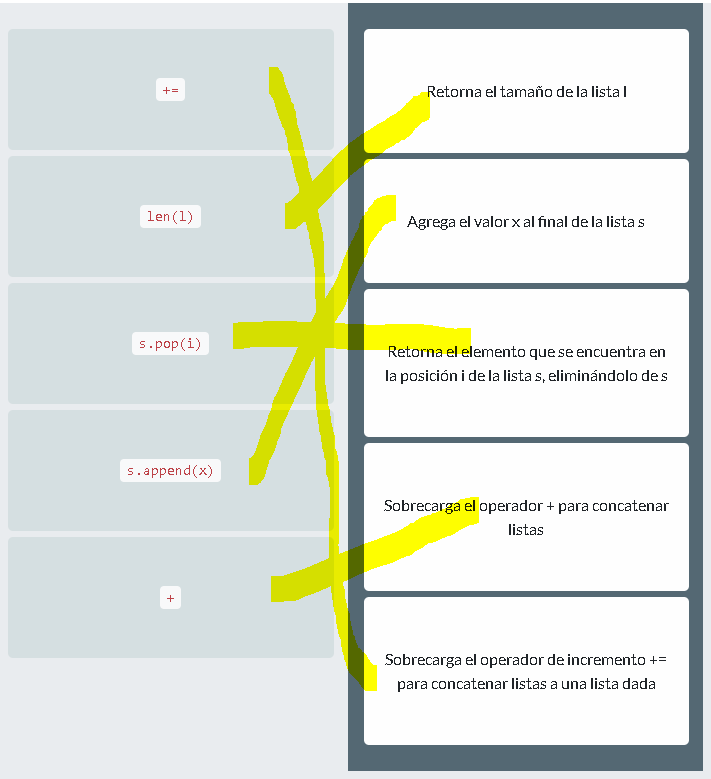 +=
len(l)
s.pop(i)
s.append(x)
+
Retorna el tamaño de la lista l
Agrega el valor x al final de la lista s
Retorna el elemento que se encuentra en
la posición i de la lista s, eliminándolo de s
Sobrecarga el operador + para concatenar
listas
Sobrecarga el operador de incremento +=
para concatenar listas a una lista dada